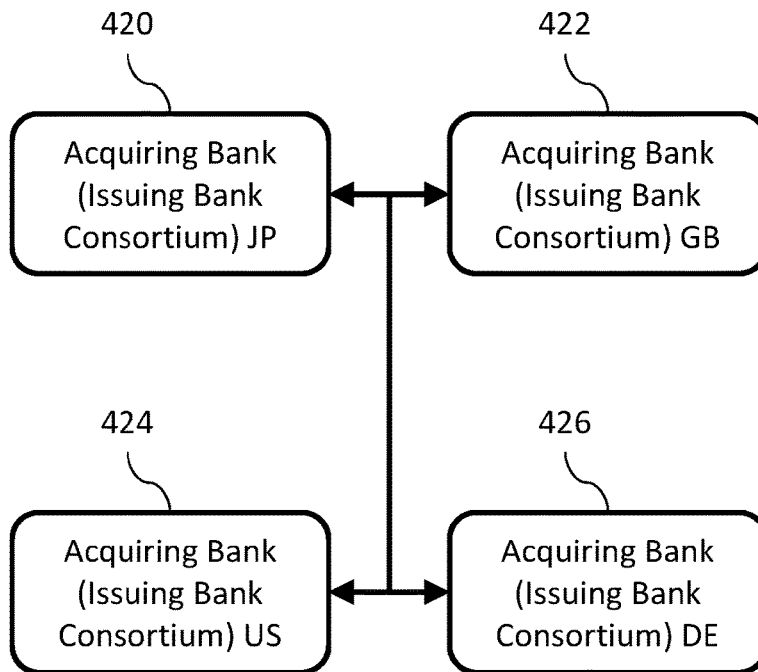 420
422
Acquiring Bank
(Issuing Bank
Consortium) JP
Acquiring Bank
(Issuing Bank
Consortium) GB
424
426
Acquiring Bank
(Issuing Bank
Consortium) US
Acquiring Bank
(Issuing Bank
Consortium) DE